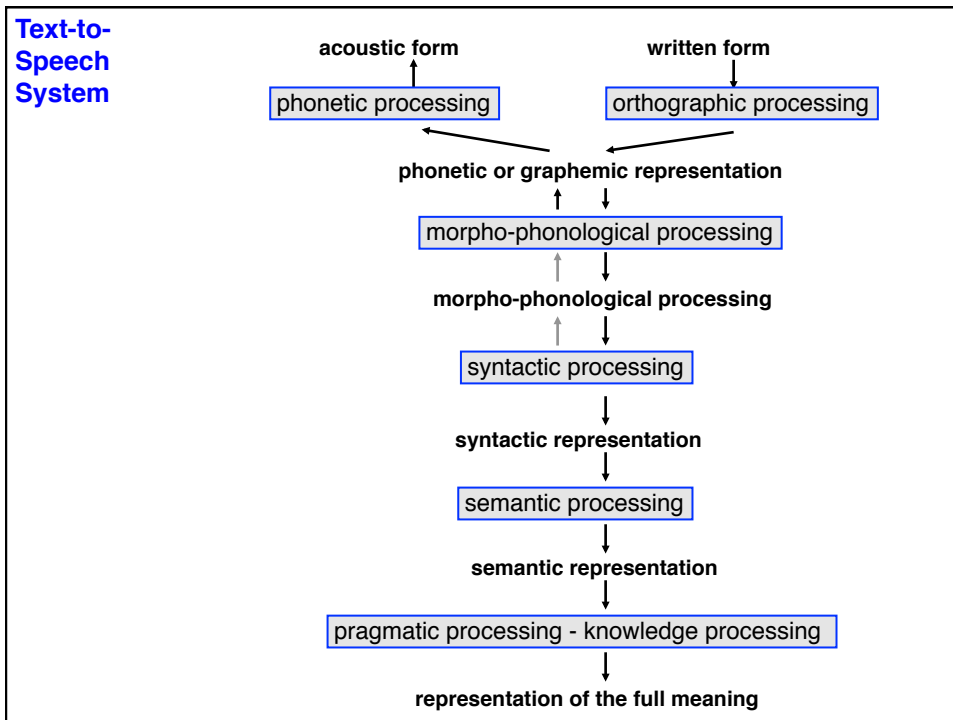 Text-to-
Speech
System
acoustic form
written form
phonetic processing
orthographic processing
phonetic or graphemic representation
morpho-phonological processing
morpho-phonological processing
syntactic processing
syntactic representation
semantic processing
semantic representation
pragmatic processing - knowledge processing
representation of the full meaning